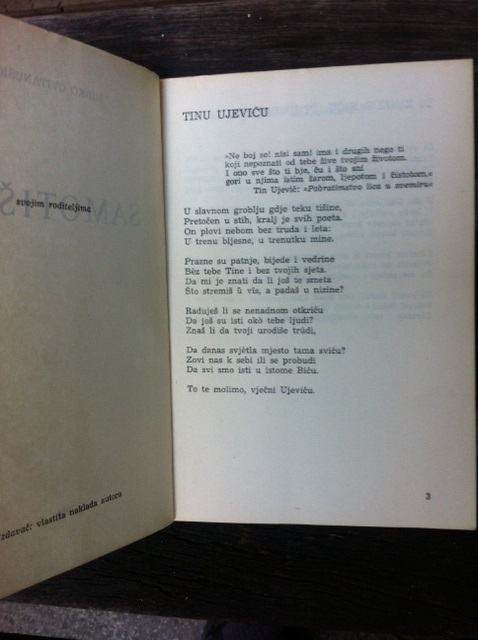 svojim roditeljima
Izdavač: vlastita naklada autora
TINU UJEVIĆU
»Ne boj se! nisi sam! ima i drugih nego ti
koji nepoznati od tebe žive tvojim životom.
I ono sve što ti bje, ču i što sni
gori u njima istim žarom, ljepotom i čistotom.«
Tin Ujević: »Pobratimstvo lica u svemiru«
U slavnom groblju gdje teku tišine,
Pretočen u stih, kralj je svih poeta.
On plovi nebom bez truda i leta:
U trenu bljesne, u trenutku mine.
Prazne su patnje, bijede i vedrine
Bèz tebe Tine i bez tvojih sjeta.
Da mi je znati da li još te smeta
Što stremiš ù vis, a padaš u nizine?
Raduješ li se nenadnom otkriću
Da još su isti okò tebe ljudi?
Znaš li da tvoji urodiše trúdi,
Da danas svjètla mjesto tama sviću?
Zovi nas k sebi ili se probudi
Da svi smo isti u istome Biću.
To te molimo, vječni Ujeviću.
3